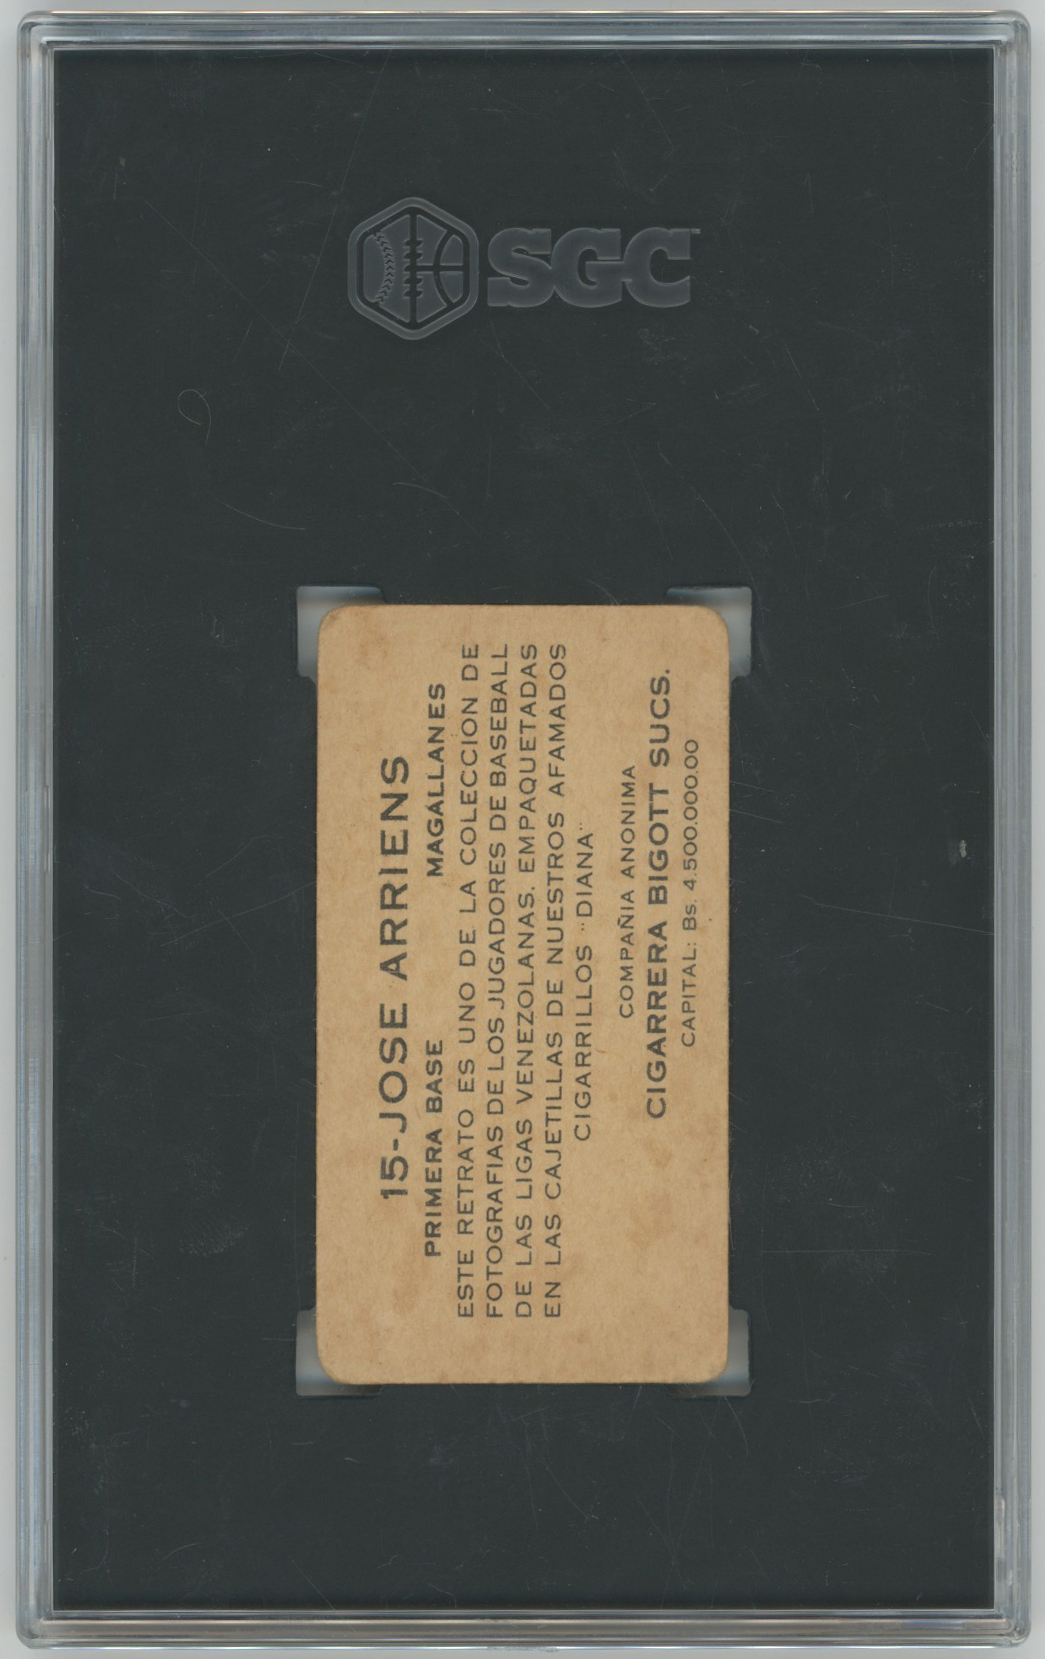 SGC
15-JOSE ARRIENS
PRIMERA BASE MAGALLANES
ESTE RETRATO ES UNO DE LA COLECCION DE
FOTOGRAFIAS DE LOS JUGADORES DE BASEBALL
DE LAS LIGAS VENEZOLANAS, EMPAQUETADAS
EN LAS CAJETILLAS DE NUESTROS AFAMADOS
CIGARRILLOS "DIANA"
COMPAÑIA ANONIMA
CIGARRERA BIGOTT SUCS.
CAPITAL: Bs. 4.500.000.00